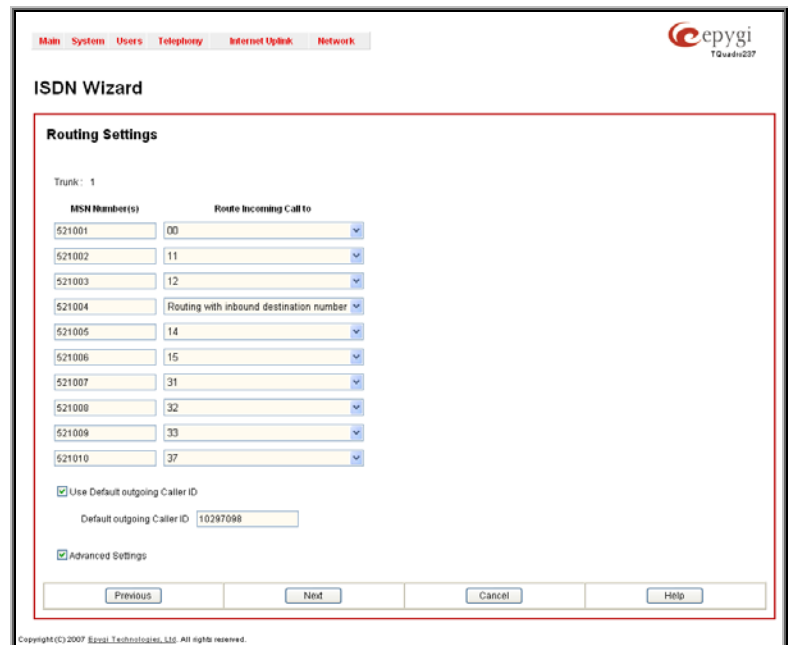 Main System Users Telephony Internet Uplink Network
epygi
TQuadro237
ISDN Wizard
Routing Settings
Trunk: 1
MSN Number(s) Route Incoming Call to
521001 00
521002 11
521003 12
521004 Routing with inbound destination number
521005 14
521006 15
521007 31
521008 32
521009 33
521010 37
Use Default outgoing Caller ID
Default outgoing Caller ID 10297098
Advanced Settings
Previous Next Cancel Help
Copyright (C) 2007 Epygi Technologies, Ltd. All rights reserved.